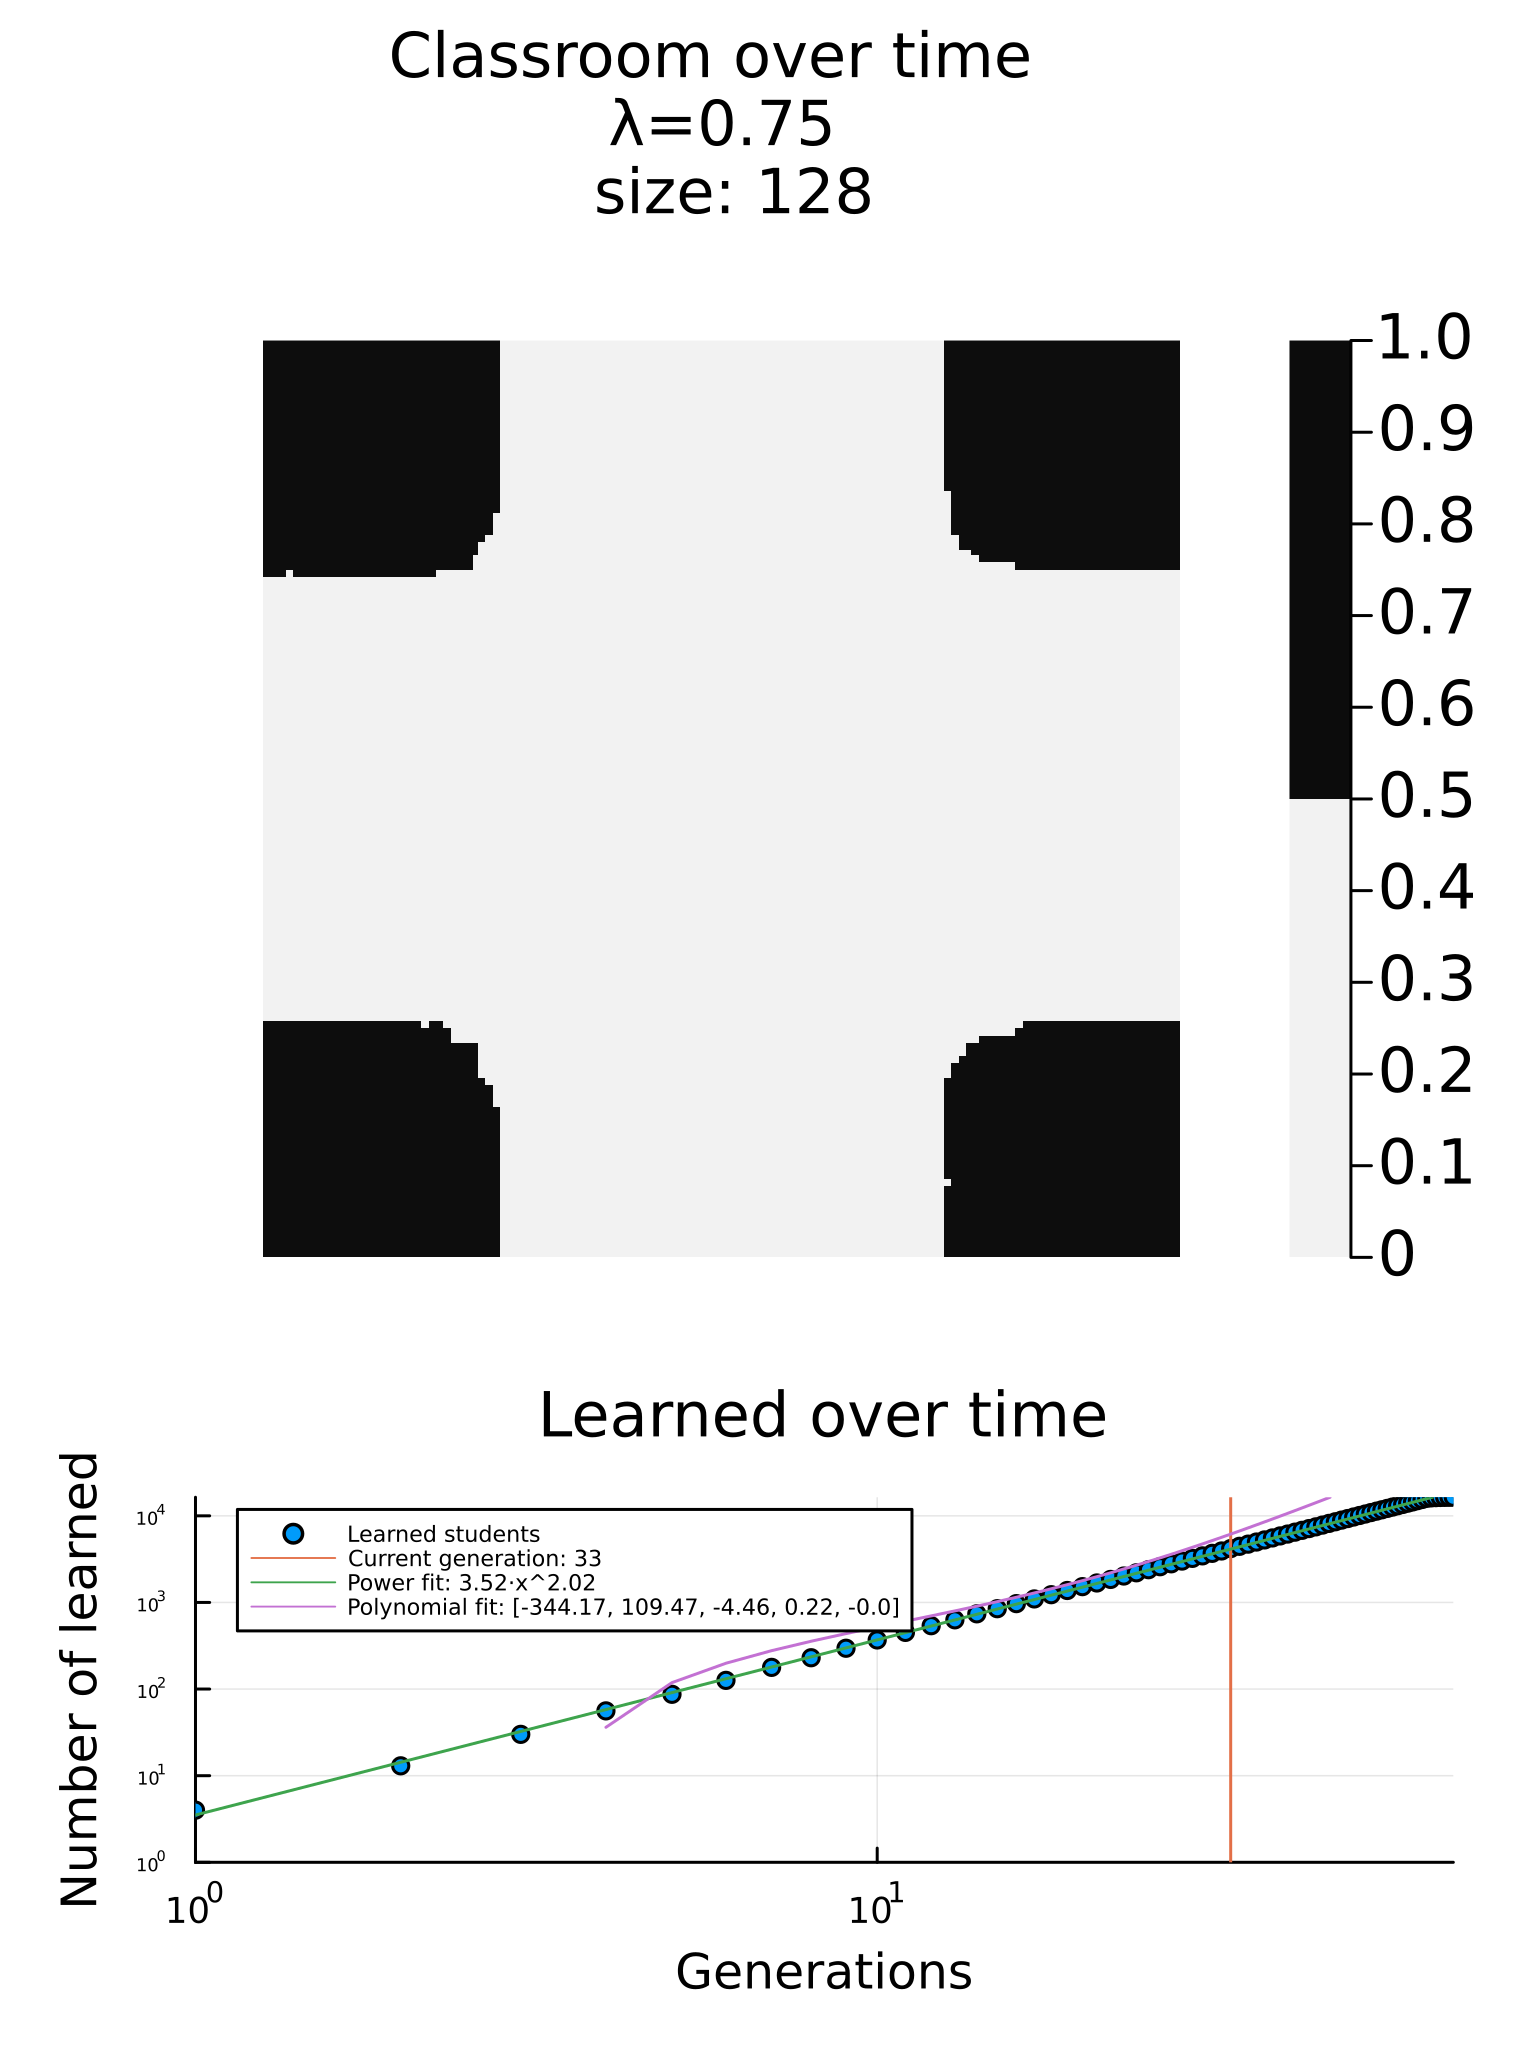 Classroom over time
λ=0.75
size: 128
1.0
0.9
0.8
0.7
0.6
0.5
0.4
0.3
0.2
0.1
0
Learned over time
Number of learned
10^4
10^3
10^2
10^1
10^0
Learned students
Current generation: 33
Power fit: 3.52·x^2.02
Polynomial fit: [-344.17, 109.47, -4.46, 0.22, -0.0]
10^0
10^1
Generations